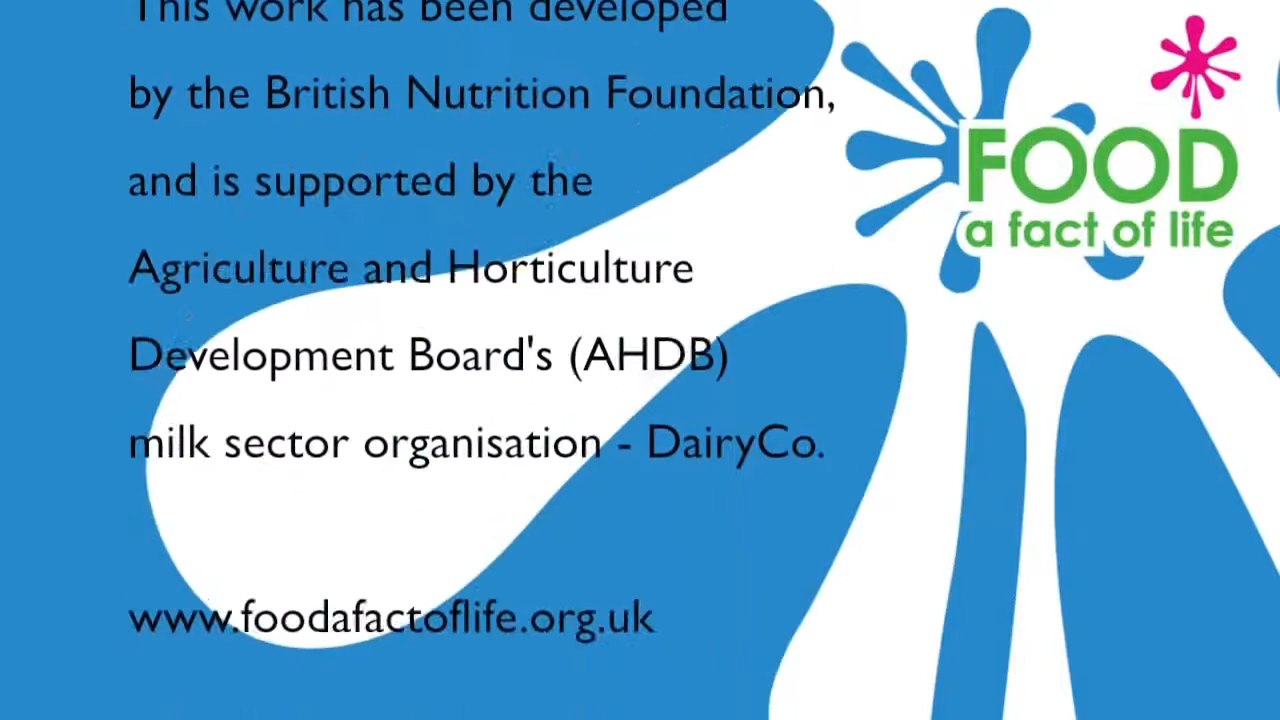 This work has been developed
by the British Nutrition Foundation,
and is supported by the
Agriculture and Horticulture
Development Board's (AHDB)
milk sector organisation - DairyCo.
www.foodafactoflife.org.uk
FOOD
a fact of life